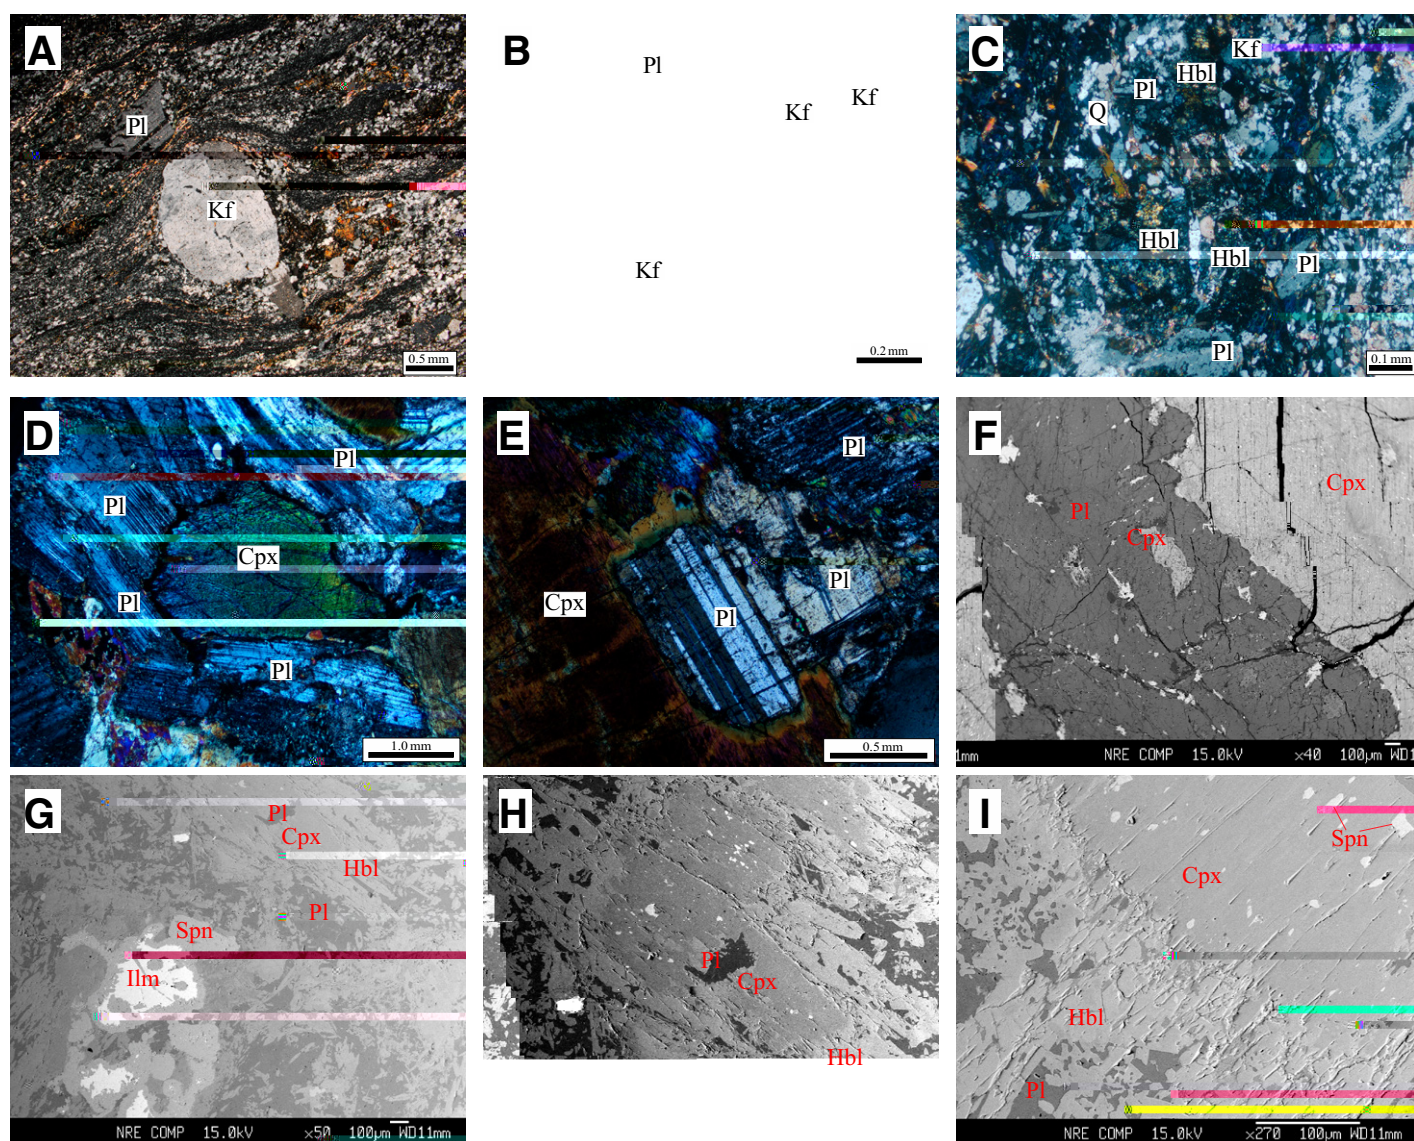 A
Pl
Kf
0.5 mm
B
Pl
Kf
Kf
Kf
0.2 mm
C
Kf
Hbl
Pl
Q
Hbl
Hbl
Pl
Pl
0.1 mm
D
Pl
Pl
Cpx
Pl
Pl
1.0 mm
E
Pl
Pl
Cpx
Pl
0.5 mm
F
Cpx
Pl
Cpx
1mm NRE COMP 15.0kV ×40 100μm WD1
G
Pl
Cpx
Hbl
Pl
Spn
Ilm
NRE COMP 15.0kV ×50 100μm WD11mm
H
Pl
Cpx
Hbl
I
Spn
Cpx
Hbl
Pl
NRE COMP 15.0kV ×270 100μm WD11mm